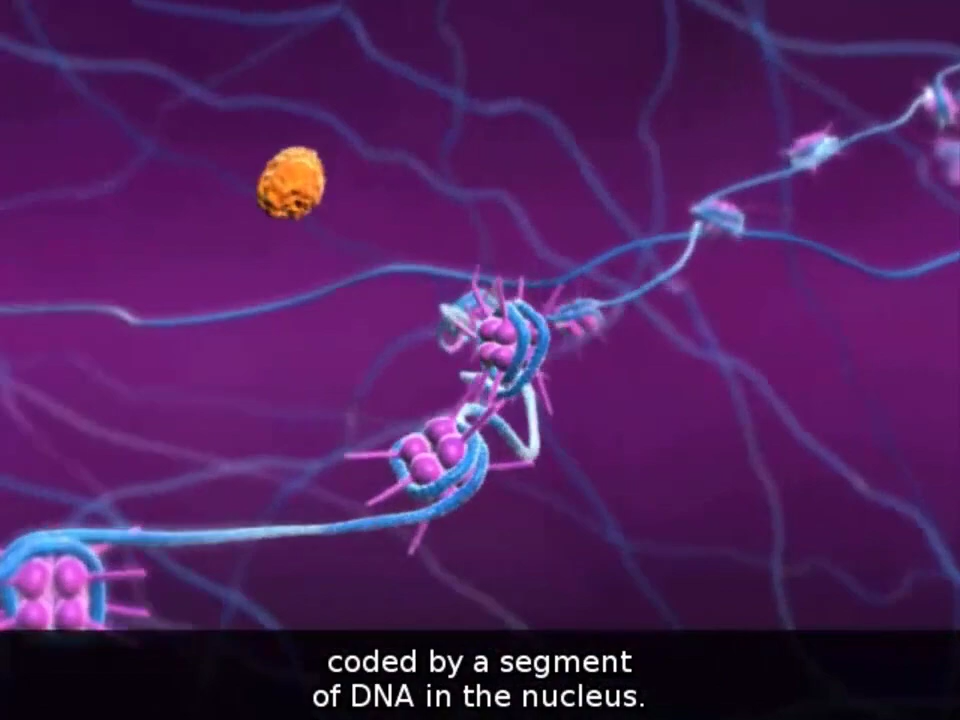 coded by a segment
of DNA in the nucleus.